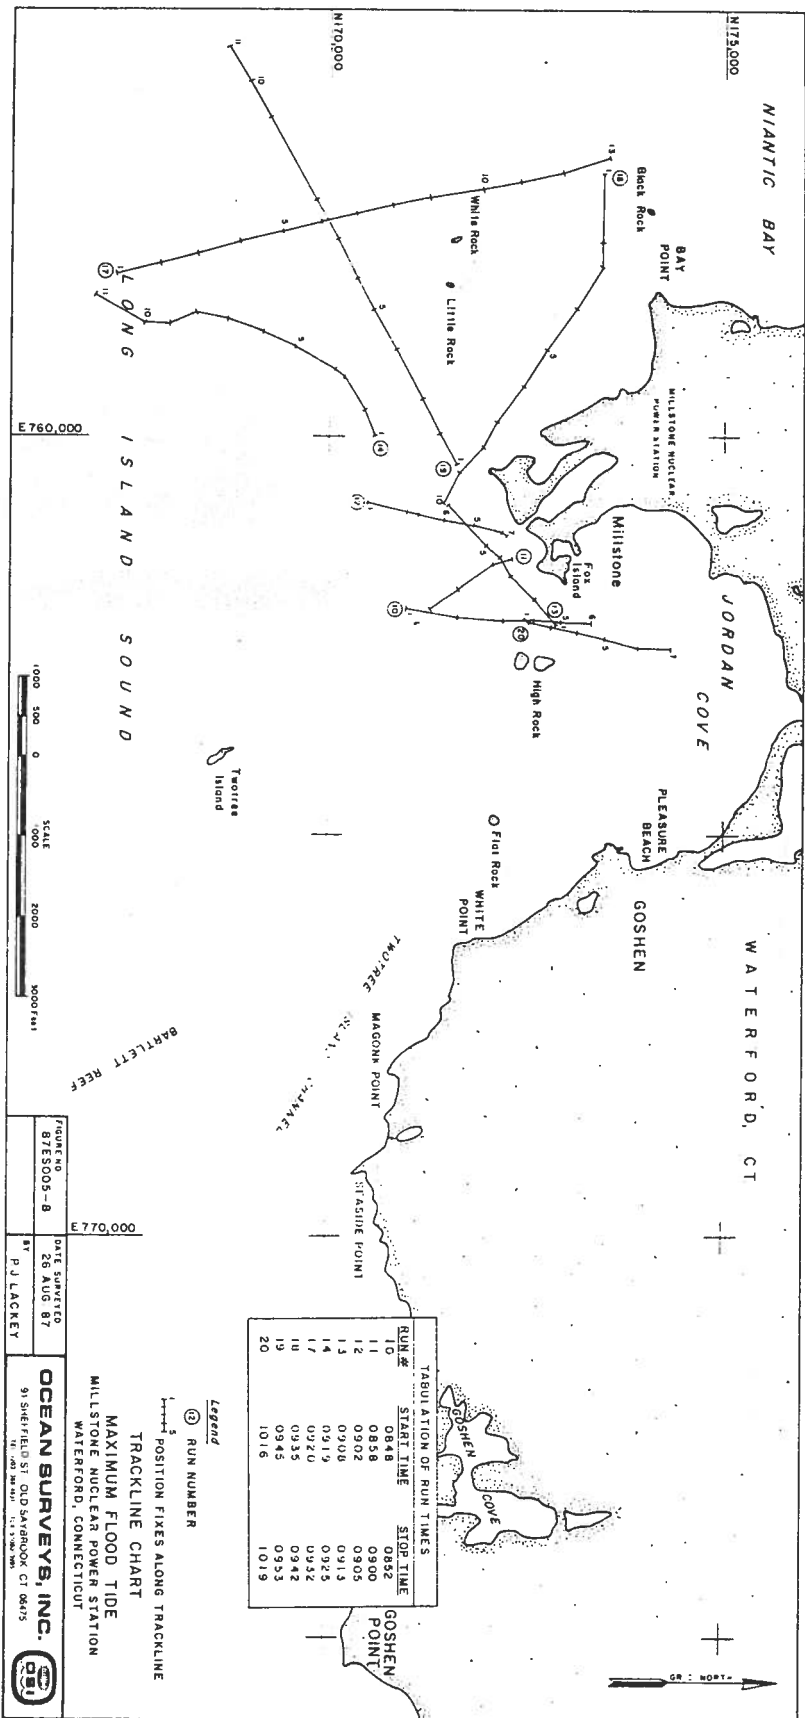 N170,000
N175,000
NIANTIC BAY
Black Rock
BAY
POINT
White Rock
Little Rock
MILLSTONE NUCLEAR
POWER STATION
Millstone
Fox
Island
JORDAN
COVE
High Rock
LONG ISLAND SOUND
E 760,000
Twotree
Island
Flat Rock
PLEASURE
BEACH
GOSHEN
WHITE
POINT
WATERFORD, CT
TWOTREE
CHANNEL
BARTLETT REEF
MAGONK POINT
SEASIDE POINT
E 770,000
GOSHEN
COVE
GOSHEN
POINT
1000 500 0 1000 2000 3000 Feet
SCALE
TABULATION OF RUN TIMES
RUN # START TIME STOP TIME
10 0848 0852
11 0858 0900
12 0902 0905
13 0908 0913
14 0919 0925
17 0920 0932
18 0935 0942
19 0945 0953
20 1016 1019
Legend
12 RUN NUMBER
1 5 POSITION FIXES ALONG TRACKLINE
TRACKLINE CHART
MAXIMUM FLOOD TIDE
MILLSTONE NUCLEAR POWER STATION
WATERFORD, CONNECTICUT
FIGURE NO
87ES005-B
DATE SURVEYED
26 AUG 87
BY
P J LACKEY
OCEAN SURVEYS, INC.
91 SHEFFIELD ST OLD SAYBROOK CT 06475
OSI